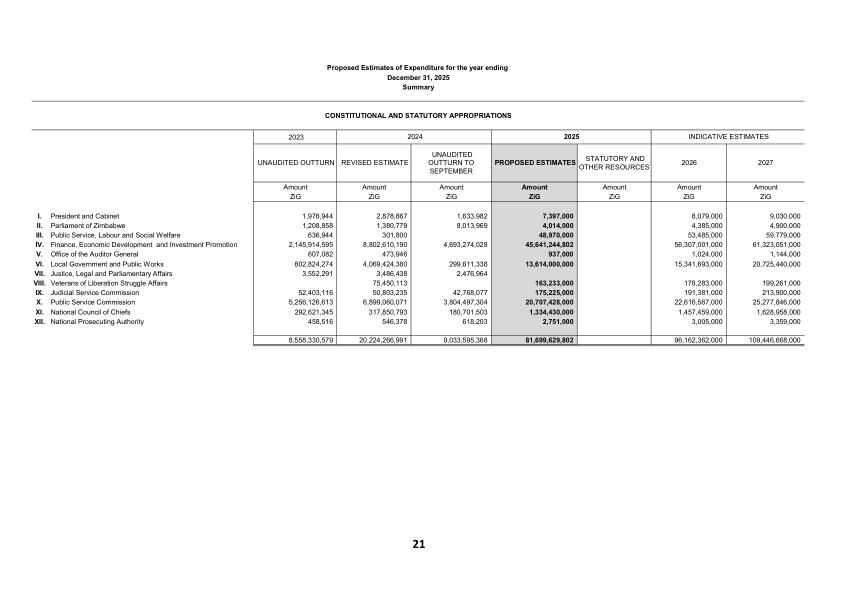 Proposed Estimates of Expenditure for the year ending
December 31, 2025
Summary
CONSTITUTIONAL AND STATUTORY APPROPRIATIONS
2023 2024 2025 INDICATIVE ESTIMATES
UNAUDITED OUTTURN REVISED ESTIMATE UNAUDITED OUTTURN TO SEPTEMBER PROPOSED ESTIMATES STATUTORY AND OTHER RESOURCES 2026 2027
Amount Amount Amount Amount Amount Amount Amount
ZiG ZiG ZiG ZiG ZiG ZiG ZiG
I. President and Cabinet 1,976,944 2,878,867 1,633,982 7,397,000 8,079,000 9,030,000
II. Parliament of Zimbabwe 1,208,858 1,380,779 8,013,969 4,014,000 4,385,000 4,900,000
III. Public Service, Labour and Social Welfare 636,944 301,800 48,970,000 53,485,000 59,779,000
IV. Finance, Economic Development and Investment Promotion 2,145,914,595 8,802,610,190 4,693,274,028 45,641,244,802 56,307,001,000 61,323,051,000
V. Office of the Auditor General 607,082 473,946 937,000 1,024,000 1,144,000
VI. Local Government and Public Works 802,824,274 4,069,424,380 299,611,338 13,614,000,000 15,341,693,000 20,725,440,000
VII. Justice, Legal and Parliamentary Affairs 3,552,291 3,486,438 2,476,964
VIII. Veterans of Liberation Struggle Affairs 75,450,113 163,233,000 178,283,000 199,261,000
IX. Judicial Service Commission 52,403,116 50,803,235 42,768,077 175,225,000 191,381,000 213,900,000
X. Public Service Commission 5,256,126,613 6,899,060,071 3,804,497,304 20,707,428,000 22,616,567,000 25,277,846,000
XI. National Council of Chiefs 292,621,345 317,850,793 180,701,503 1,334,430,000 1,457,459,000 1,628,958,000
XII. National Prosecuting Authority 458,516 546,378 618,203 2,751,000 3,005,000 3,359,000
8,558,330,579 20,224,266,991 9,033,595,368 81,699,629,802 96,162,362,000 109,446,668,000
21